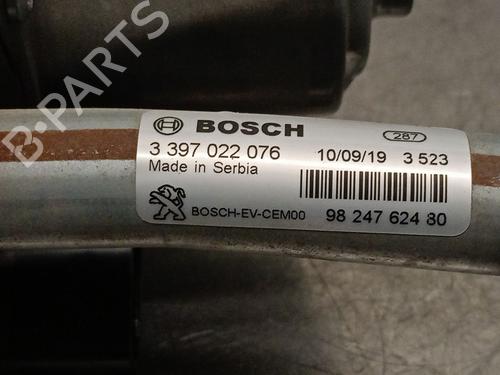 BOSCH
287
3 397 022 076
10/09/19 3 523
Made in Serbia
BOSCH-EV-CEM00
98 247 624 80
B-PARTS